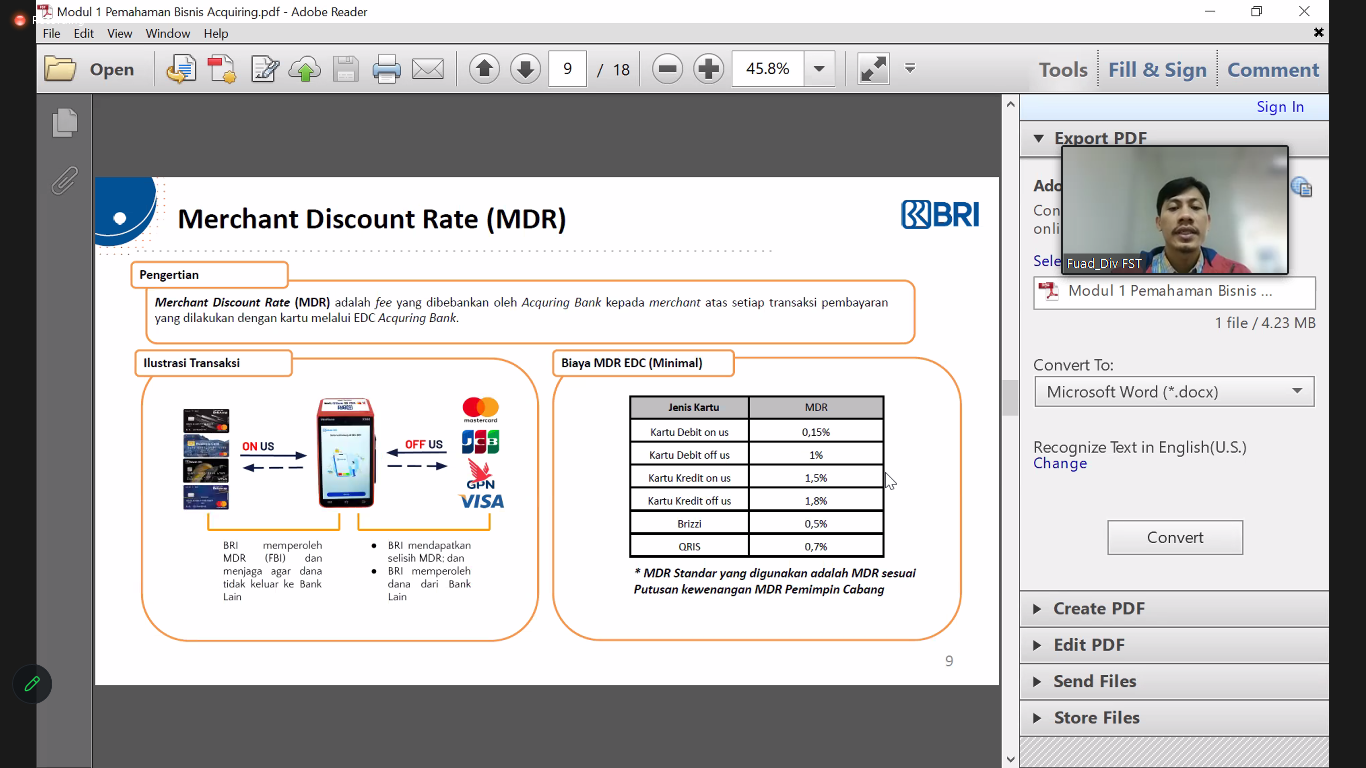 Modul 1 Pemahaman Bisnis Acquiring.pdf - Adobe Reader
File Edit View Window Help
Open
9 / 18
45.8%
Tools Fill & Sign Comment
Sign In
Export PDF
Fuad_Div FST
Modul 1 Pemahaman Bisnis ...
1 file / 4.23 MB
Convert To:
Microsoft Word (*.docx)
Recognize Text in English(U.S.)
Change
Convert
Create PDF
Edit PDF
Send Files
Store Files
Merchant Discount Rate (MDR)
BRI
Pengertian
Merchant Discount Rate (MDR) adalah fee yang dibebankan oleh Acquring Bank kepada merchant atas setiap transaksi pembayaran
yang dilakukan dengan kartu melalui EDC Acquring Bank.
Ilustrasi Transaksi
ON US
OFF US
mastercard
JCB
GPN
VISA
BRI memperoleh
MDR (FBI) dan
menjaga agar dana
tidak keluar ke Bank
Lain
BRI mendapatkan
selisih MDR; dan
BRI memperoleh
dana dari Bank
Lain
Biaya MDR EDC (Minimal)
Jenis Kartu MDR
Kartu Debit on us 0,15%
Kartu Debit off us 1%
Kartu Kredit on us 1,5%
Kartu Kredit off us 1,8%
Brizzi 0,5%
QRIS 0,7%
* MDR Standar yang digunakan adalah MDR sesuai
Putusan kewenangan MDR Pemimpin Cabang
9